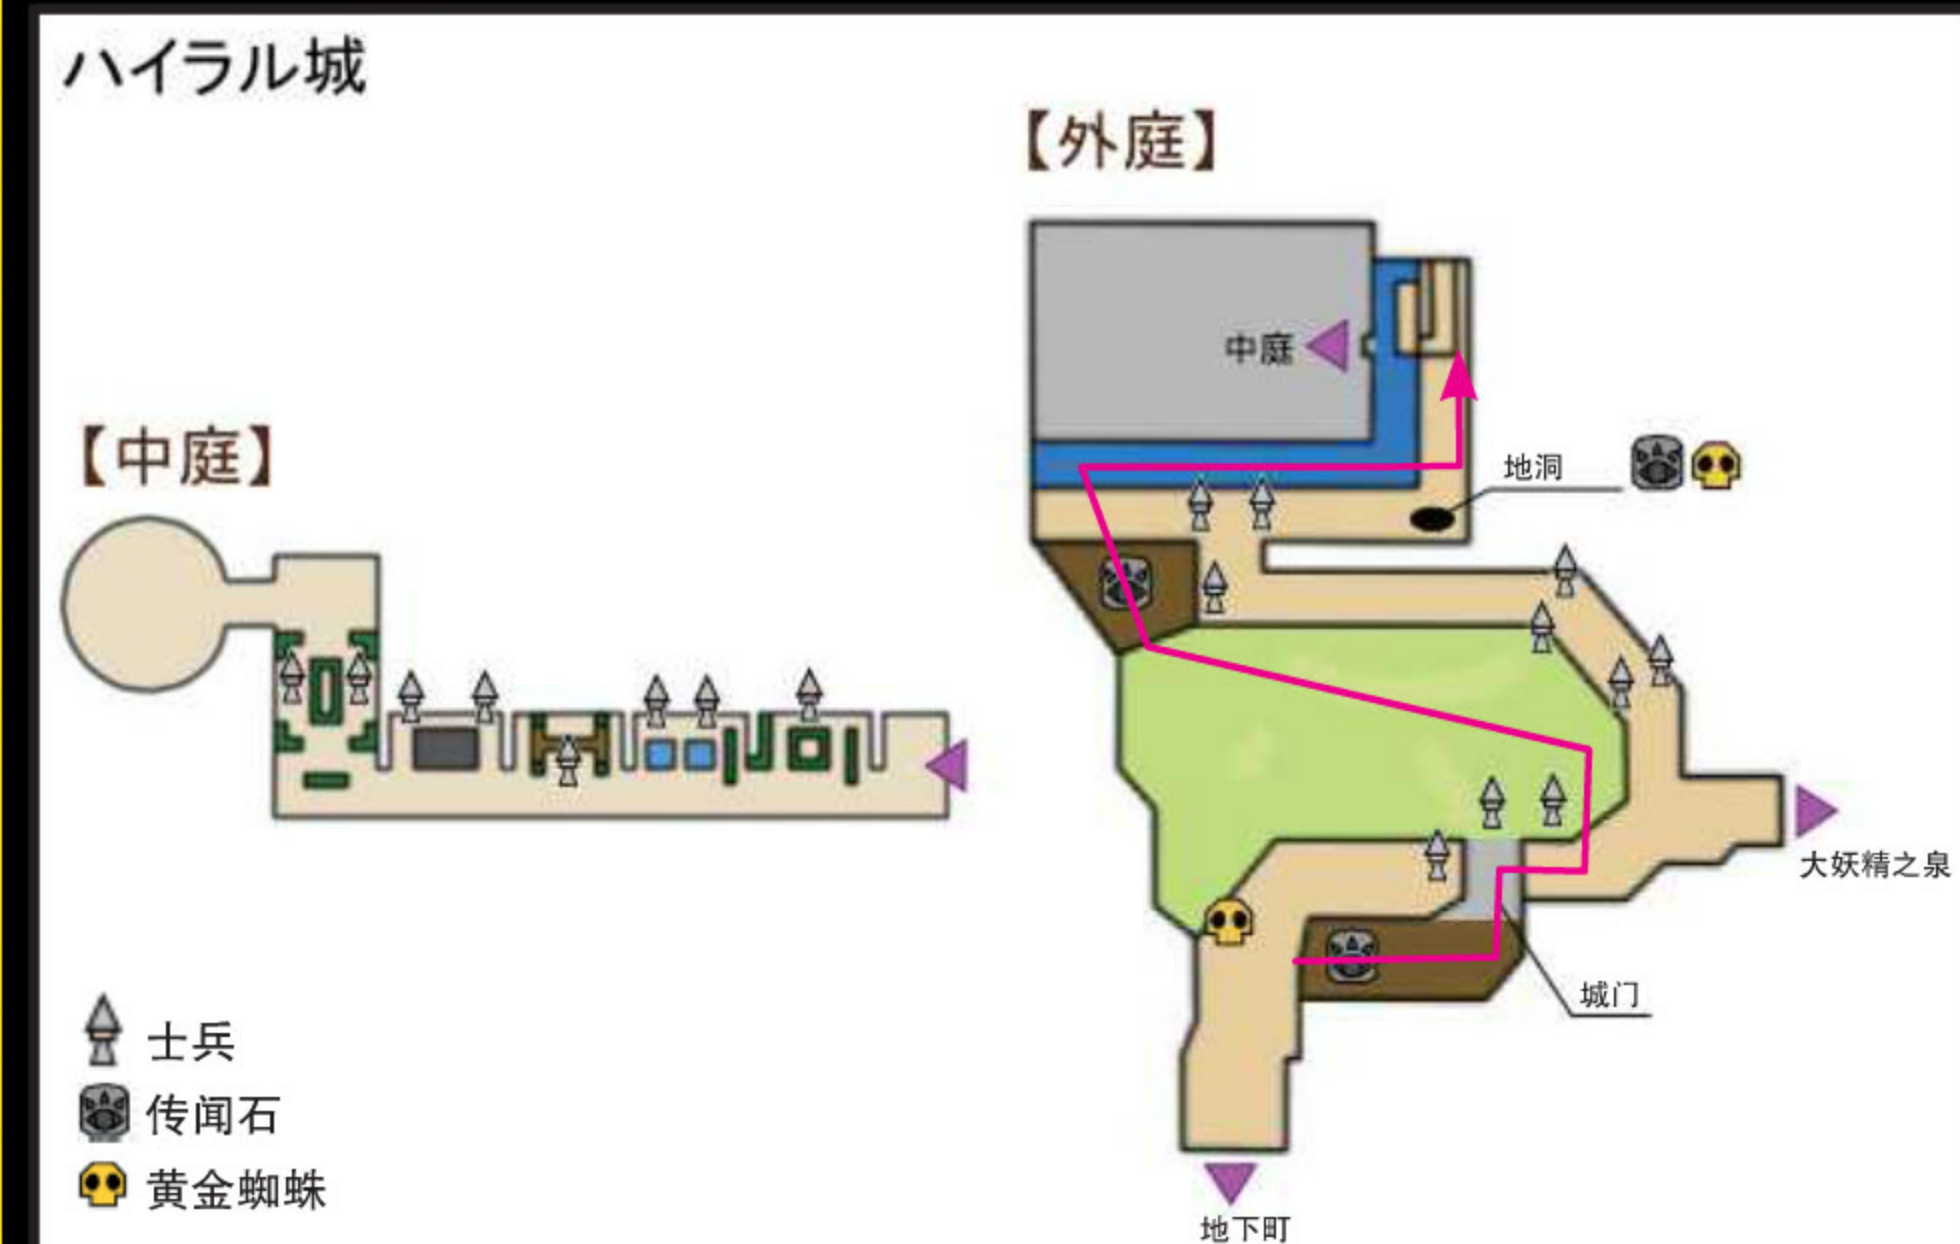 ハイラル城
【外庭】
中庭
地洞
【中庭】
大妖精之泉
城门
士兵
传闻石
黄金蜘蛛
地下町